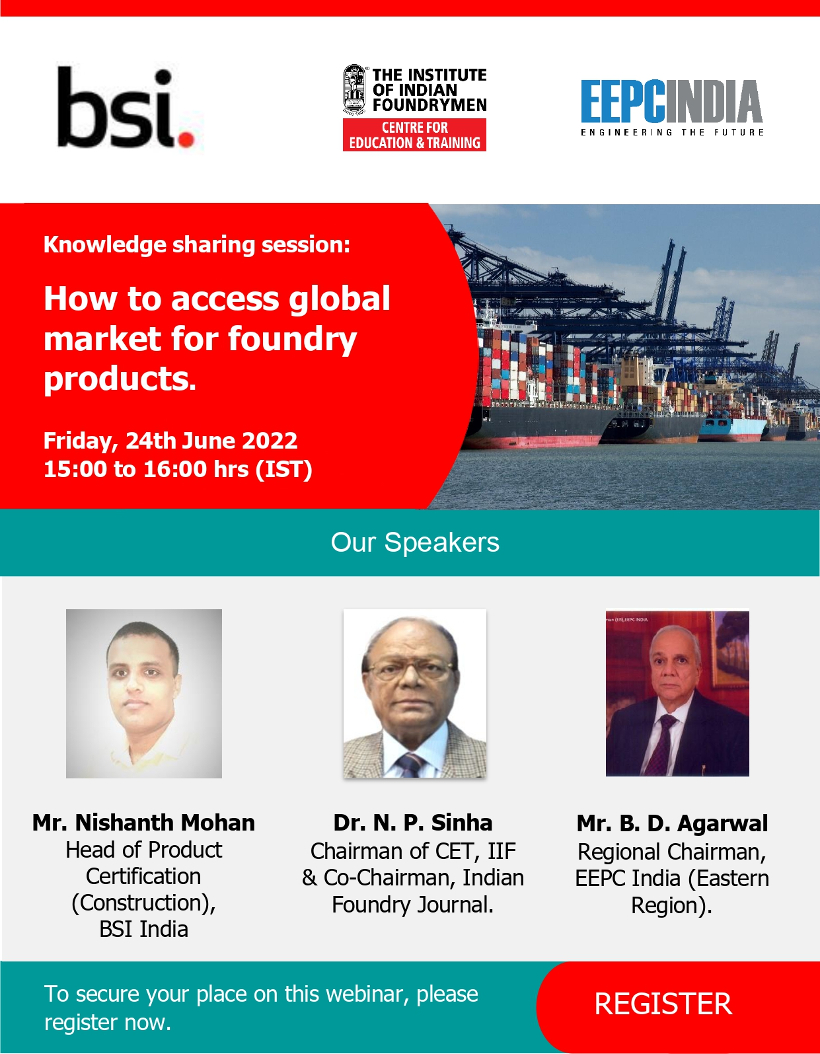 bsi.
THE INSTITUTE
OF INDIAN
FOUNDRYMEN
CENTRE FOR
EDUCATION & TRAINING
EEPCINDIA
ENGINEERING THE FUTURE
Knowledge sharing session:
How to access global
market for foundry
products.
Friday, 24th June 2022
15:00 to 16:00 hrs (IST)
Our Speakers
EEPC INDIA
Mr. Nishanth Mohan
Head of Product
Certification
(Construction),
BSI India
Dr. N. P. Sinha
Chairman of CET, IIF
& Co-Chairman, Indian
Foundry Journal.
Mr. B. D. Agarwal
Regional Chairman,
EEPC India (Eastern
Region).
To secure your place on this webinar, please
register now.
REGISTER